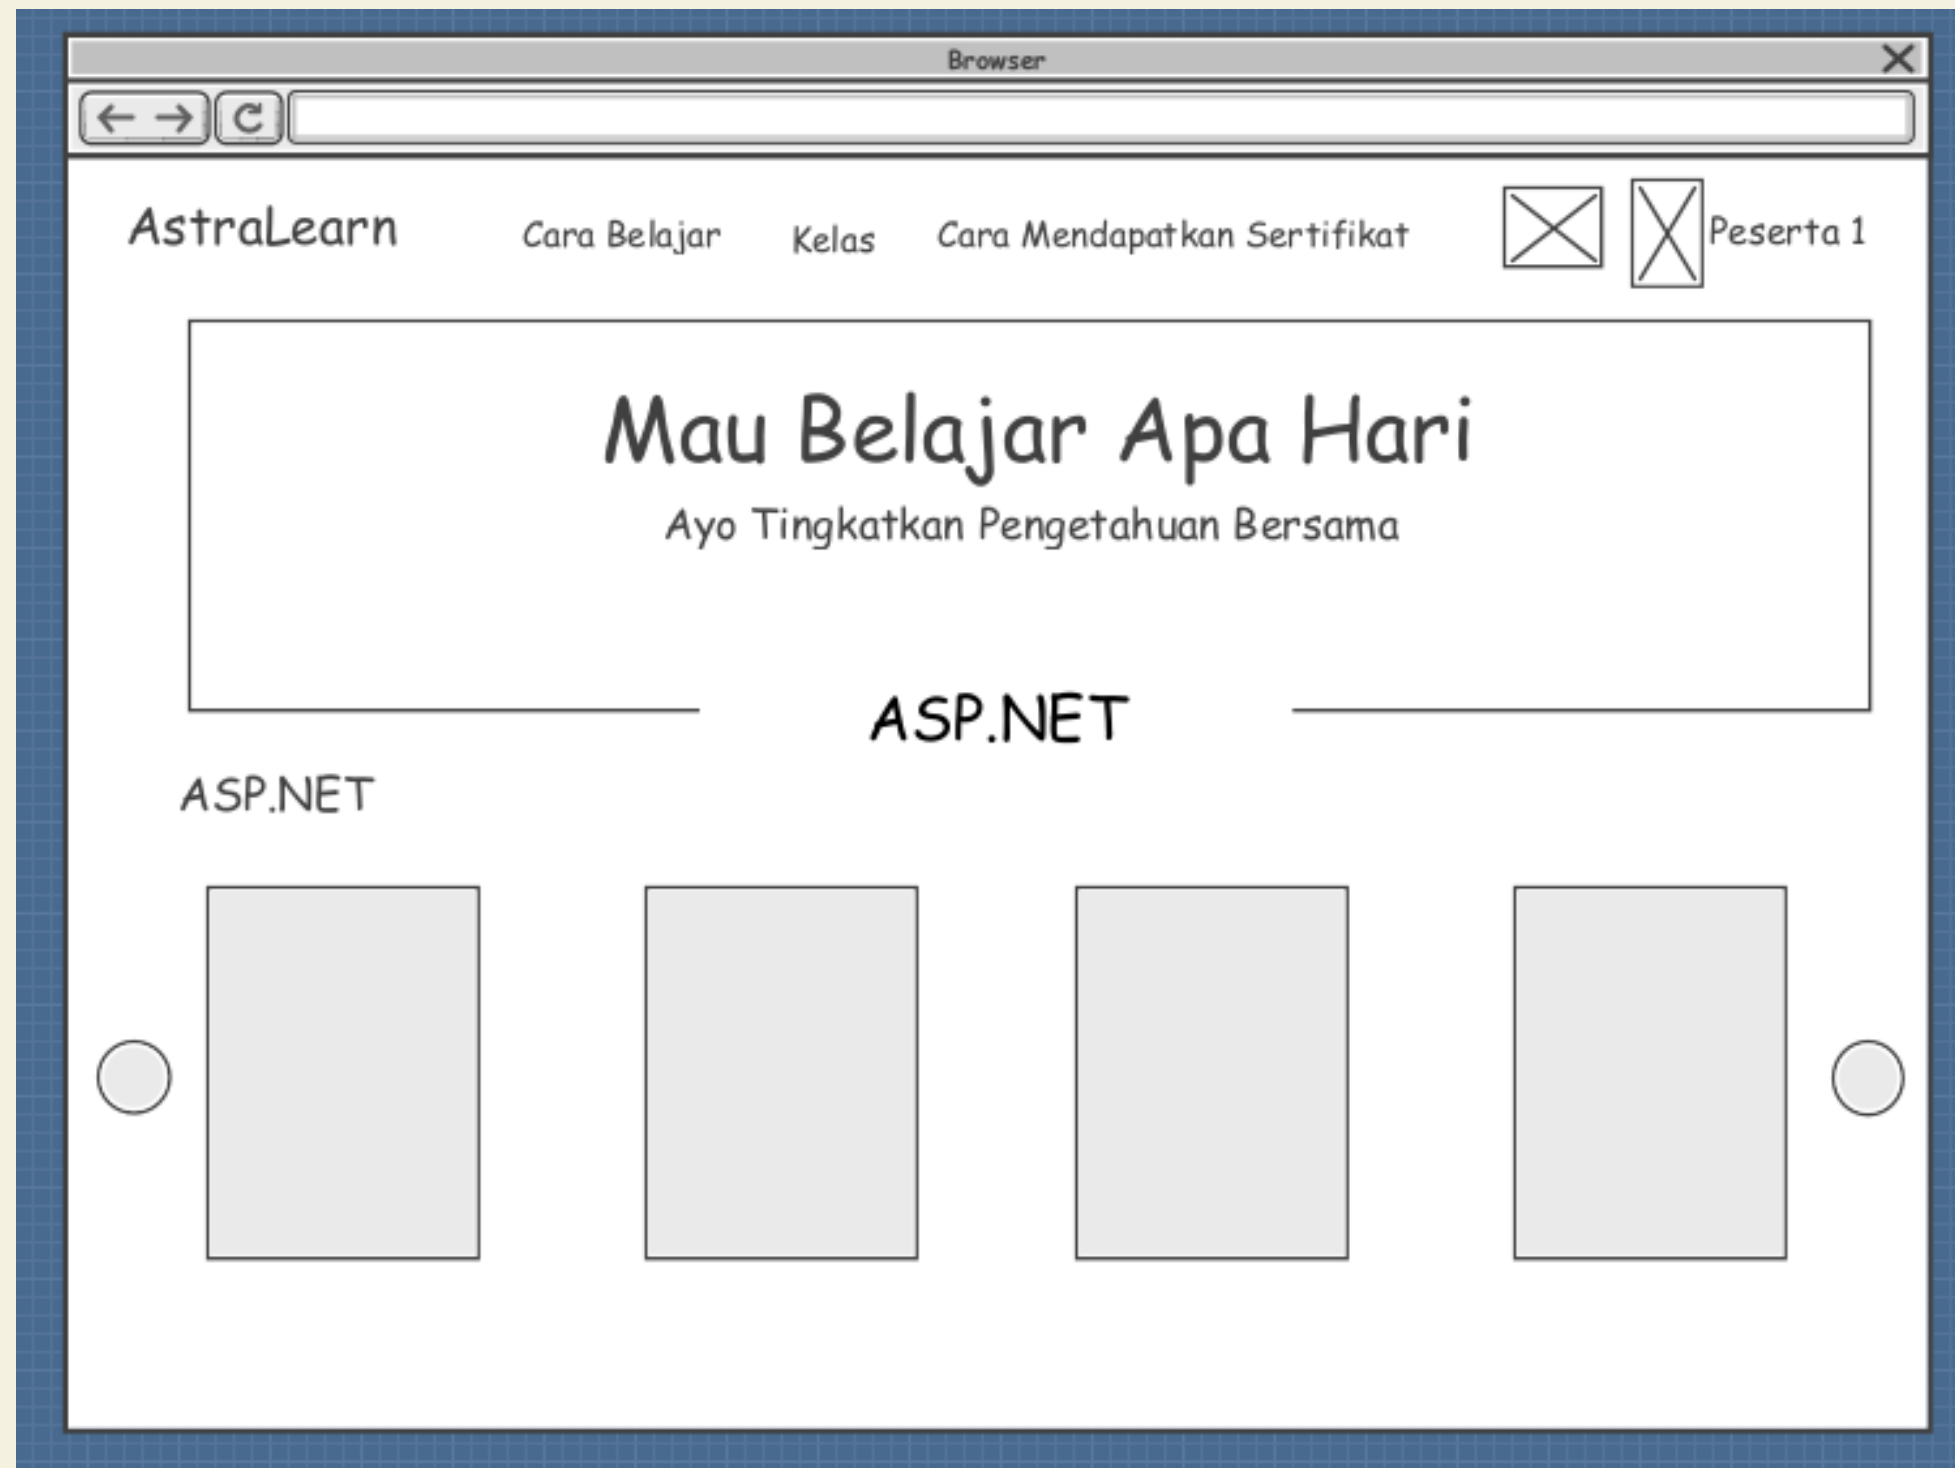 Browser
AstraLearn
Cara Belajar
Kelas
Cara Mendapatkan Sertifikat
Peserta 1
Mau Belajar Apa Hari
Ayo Tingkatkan Pengetahuan Bersama
ASP.NET
ASP.NET